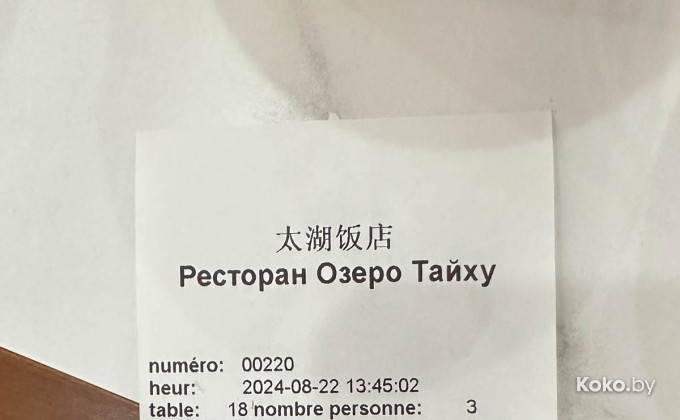 太湖饭店
Ресторан Озеро Тайху
numéro: 00220
heur: 2024-08-22 13:45:02
table: 18 nombre personne: 3
Koko.by